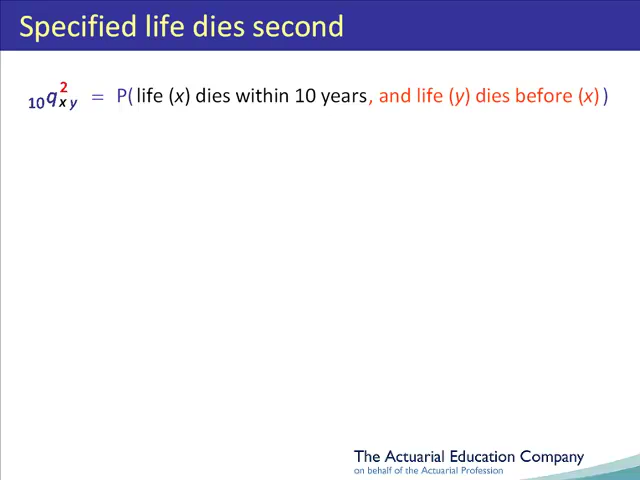 Specified life dies second
₁₀q²ₓᵧ = P(life (x) dies within 10 years, and life (y) dies before (x))
The Actuarial Education Company
on behalf of the Actuarial Profession